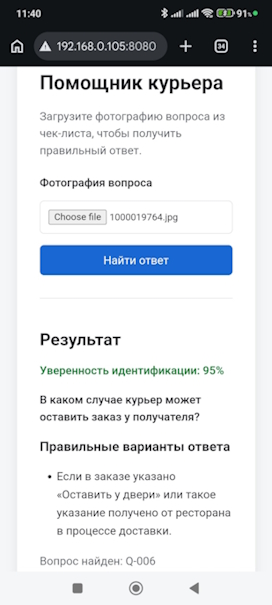 11:40
91%
192.168.0.105:8080
34
Помощник курьера
Загрузите фотографию вопроса из
чек-листа, чтобы получить
правильный ответ.
Фотография вопроса
Choose file 1000019764.jpg
Найти ответ
Результат
Уверенность идентификации: 95%
В каком случае курьер может
оставить заказ у получателя?
Правильные варианты ответа
• Если в заказе указано
«Оставить у двери» или такое
указание получено от ресторана
в процессе доставки.
Вопрос найден: Q-006